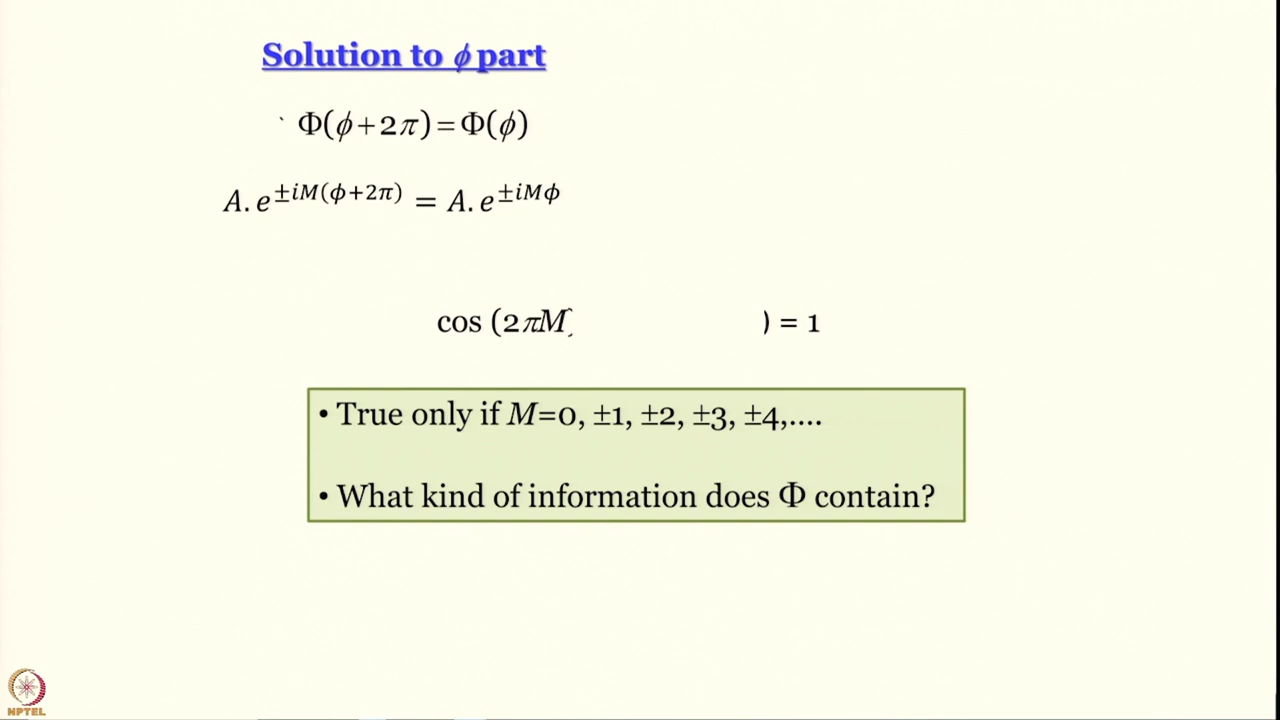 Solution to ϕ part
Φ(ϕ+2π)=Φ(ϕ)
A. e^{±iM(ϕ+2π)} = A. e^{±iMϕ}
cos (2πM) ) = 1
• True only if M=0, ±1, ±2, ±3, ±4,....
• What kind of information does Φ contain?
NPTEL